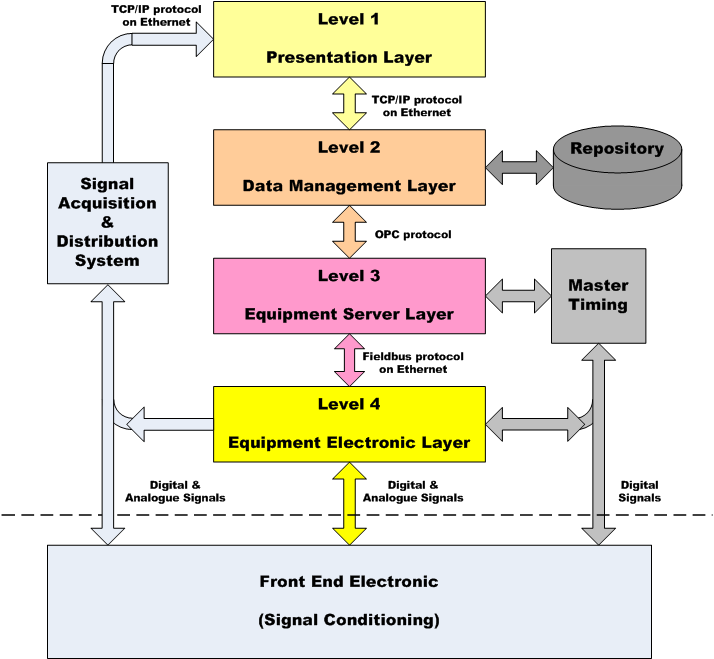 TCP/IP protocol
on Ethernet
Level 1
Presentation Layer
TCP/IP protocol
on Ethernet
Level 2
Data Management Layer
Repository
Signal
Acquisition
&
Distribution
System
OPC protocol
Level 3
Equipment Server Layer
Master
Timing
Fieldbus protocol
on Ethernet
Level 4
Equipment Electronic Layer
Digital &
Analogue Signals
Digital &
Analogue Signals
Digital
Signals
Front End Electronic
(Signal Conditioning)